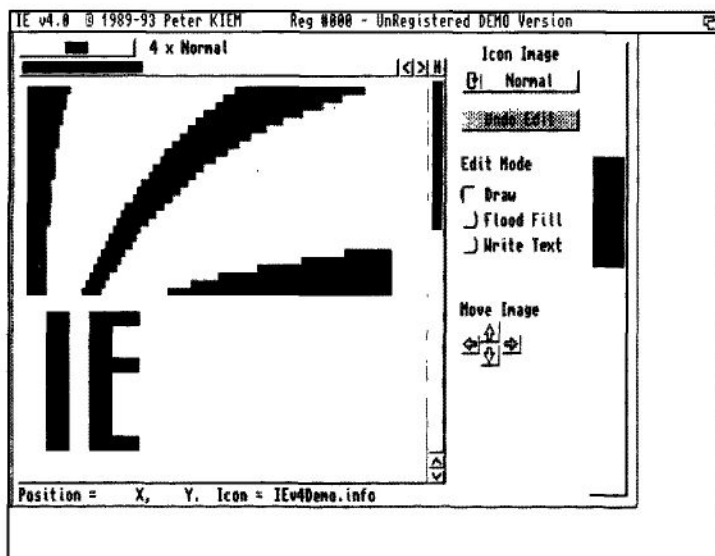 IE v4.0 © 1989-93 Peter KIEM Reg #000 - UnRegistered DEMO Version
4 x Normal
< > N
Icon Image
Normal
Undo Edit
Edit Mode
Draw
Flood Fill
Write Text
Move Image
IE
Position = X, Y. Icon = IEv4Demo.info